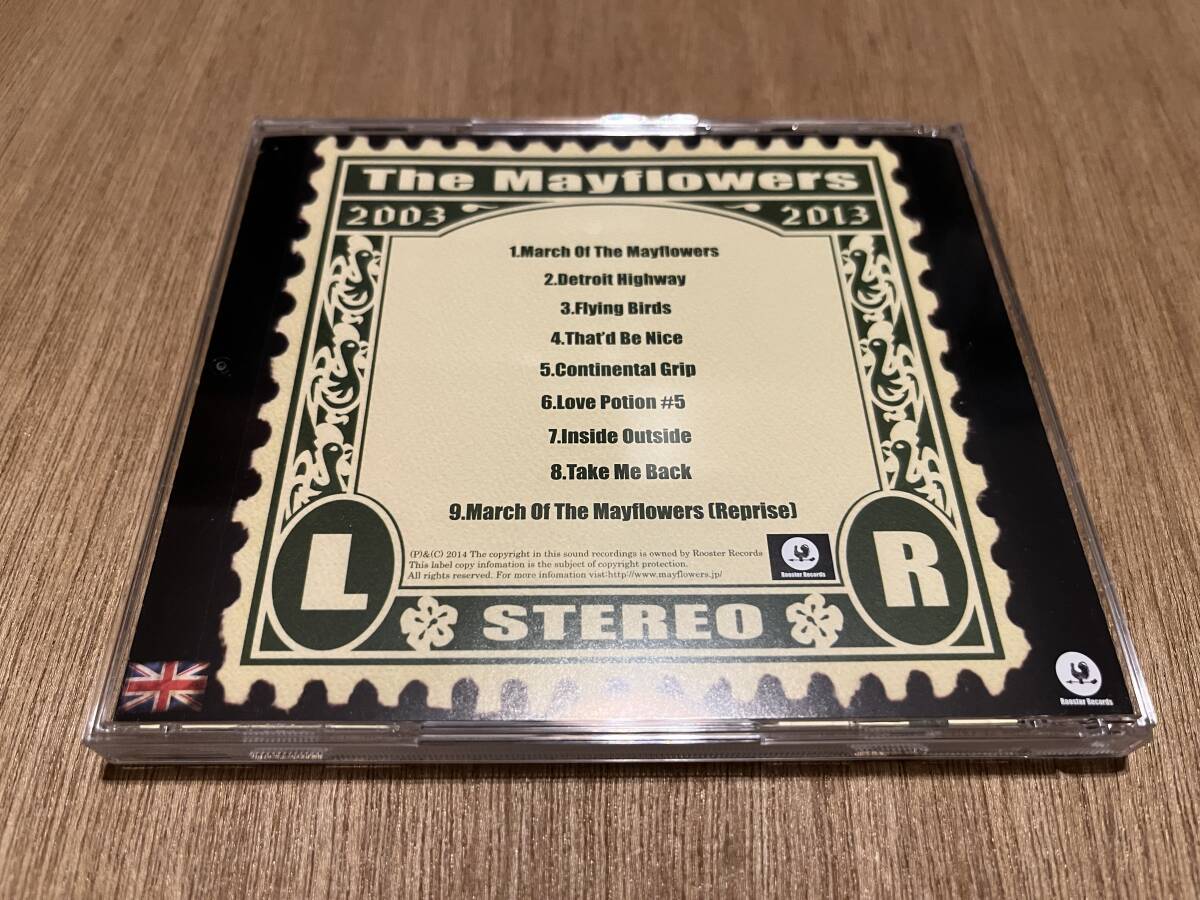 The Mayflowers
2003 2013
1.March Of The Mayflowers
2.Detroit Highway
3.Flying Birds
4.That'd Be Nice
5.Continental Grip
6.Love Potion #5
7.Inside Outside
8.Take Me Back
9.March Of The Mayflowers (Reprise)
(P)&(C) 2014 The copyright in this sound recordings is owned by Rooster Records
This label copy infomation is the subject of copyright protection.
All rights reserved. For more infomation vist:http://www.mayflowers.jp/
Rooster Records
L R
STEREO
Rooster Records